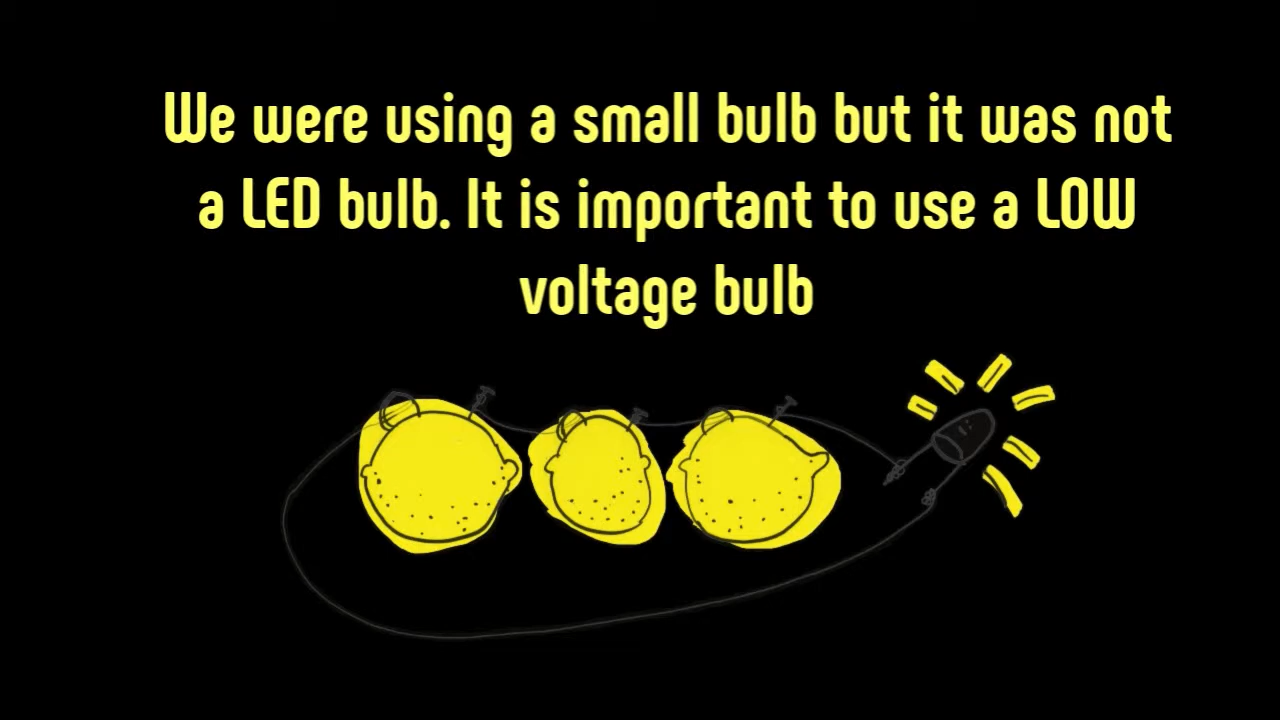 We were using a small bulb but it was not
a LED bulb. It is important to use a LOW
voltage bulb